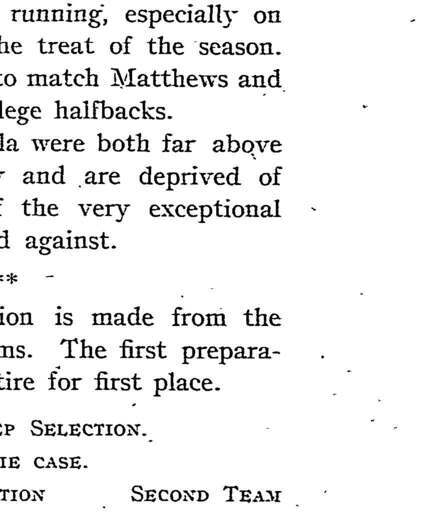 running, especially on
he treat of the season.
to match Matthews and
lege halfbacks.
la were both far above
and are deprived of
f the very exceptional
d against.
**
ion is made from the
ms. The first prepara-
tire for first place.
EP SELECTION.
IE CASE.
TION SECOND TEAM